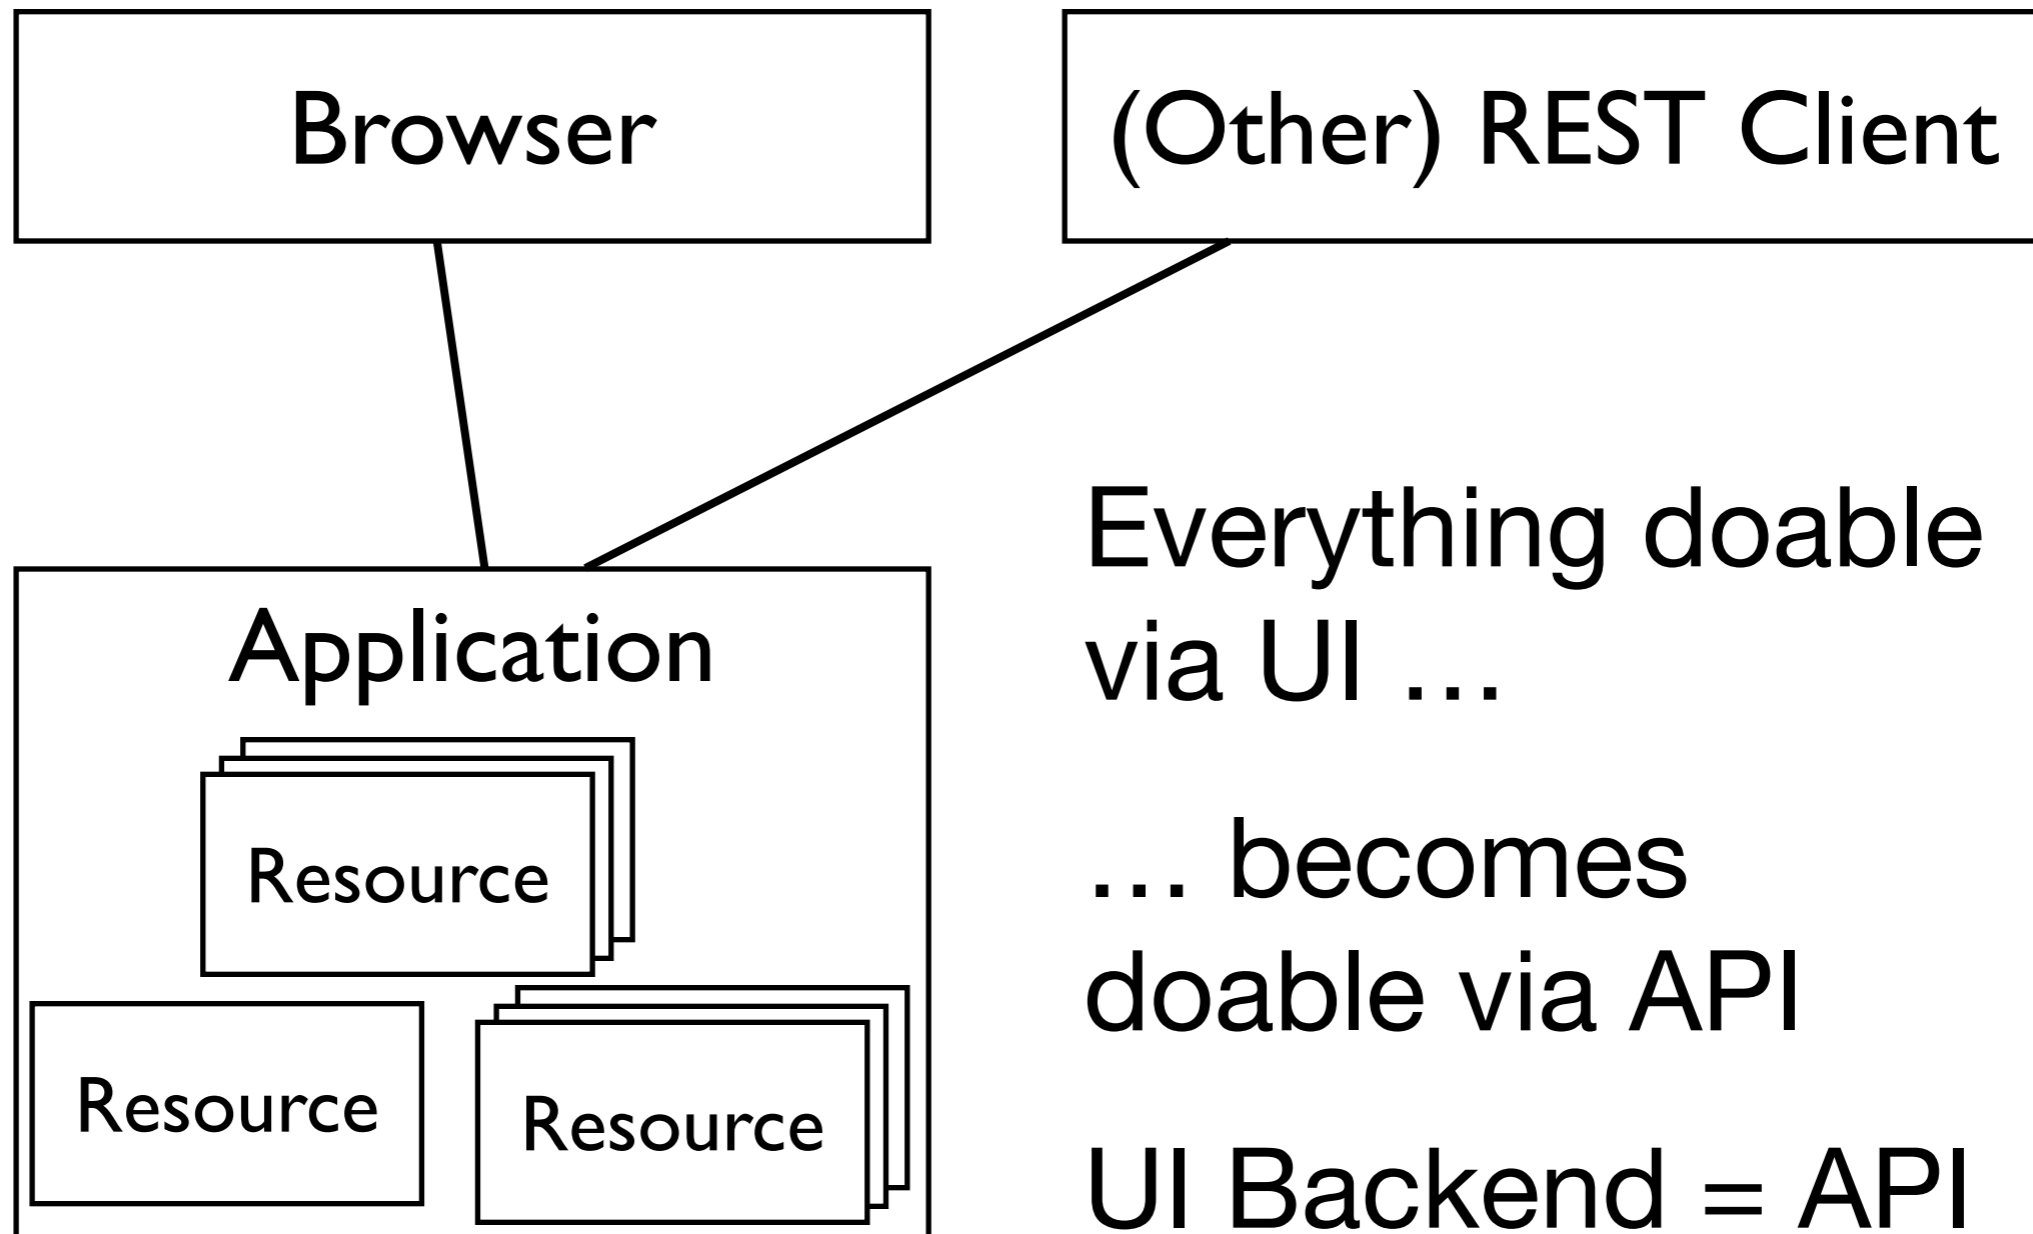 Browser
(Other) REST Client
Application
Resource
Resource
Resource
Everything doable
via UI …
… becomes
doable via API
UI Backend = API